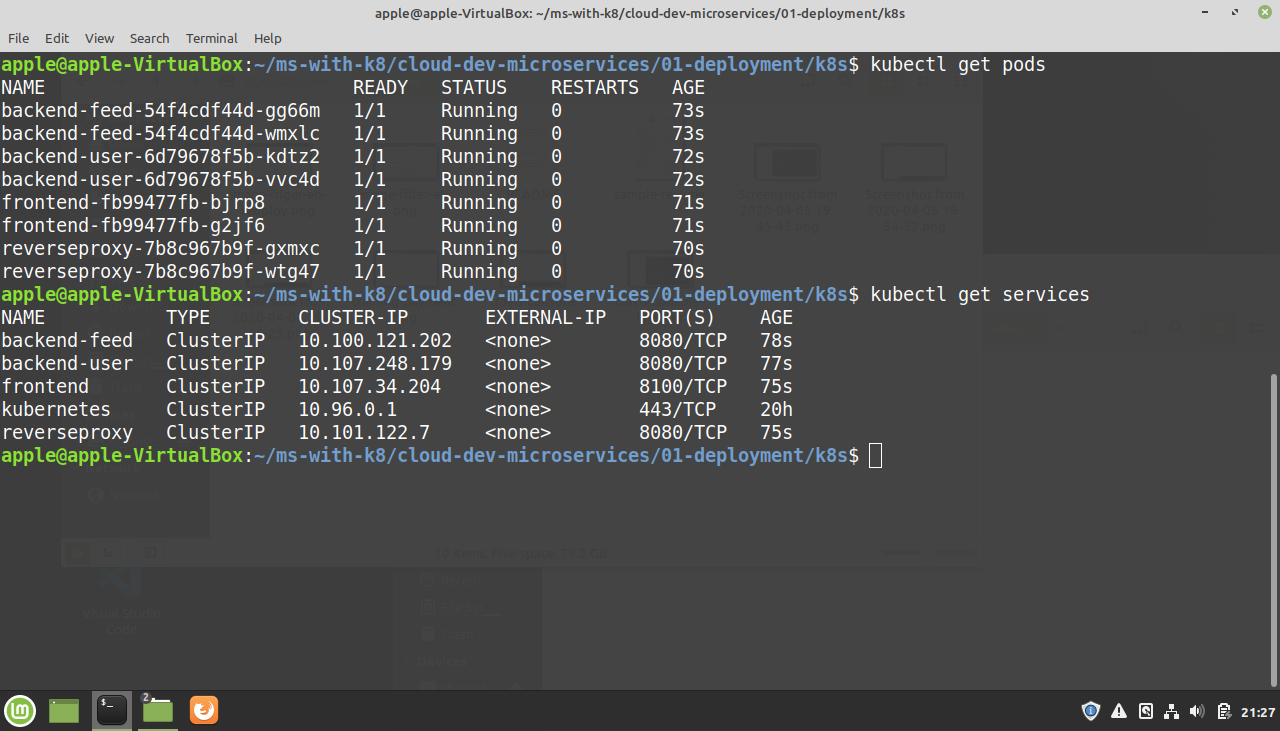 apple@apple-VirtualBox: ~/ms-with-k8/cloud-dev-microservices/01-deployment/k8s
File Edit View Search Terminal Help
apple@apple-VirtualBox:~/ms-with-k8/cloud-dev-microservices/01-deployment/k8s$ kubectl get pods
NAME READY STATUS RESTARTS AGE
backend-feed-54f4cdf44d-gg66m 1/1 Running 0 73s
backend-feed-54f4cdf44d-wmxlc 1/1 Running 0 73s
backend-user-6d79678f5b-kdtz2 1/1 Running 0 72s
backend-user-6d79678f5b-vvc4d 1/1 Running 0 72s
frontend-fb99477fb-bjrp8 1/1 Running 0 71s
frontend-fb99477fb-g2jf6 1/1 Running 0 71s
reverseproxy-7b8c967b9f-gxmxc 1/1 Running 0 70s
reverseproxy-7b8c967b9f-wtg47 1/1 Running 0 70s
apple@apple-VirtualBox:~/ms-with-k8/cloud-dev-microservices/01-deployment/k8s$ kubectl get services
NAME TYPE CLUSTER-IP EXTERNAL-IP PORT(S) AGE
backend-feed ClusterIP 10.100.121.202 <none> 8080/TCP 78s
backend-user ClusterIP 10.107.248.179 <none> 8080/TCP 77s
frontend ClusterIP 10.107.34.204 <none> 8100/TCP 75s
kubernetes ClusterIP 10.96.0.1 <none> 443/TCP 20h
reverseproxy ClusterIP 10.101.122.7 <none> 8080/TCP 75s
apple@apple-VirtualBox:~/ms-with-k8/cloud-dev-microservices/01-deployment/k8s$
Visual Studio
Code
Trash
Devices
2
21:27